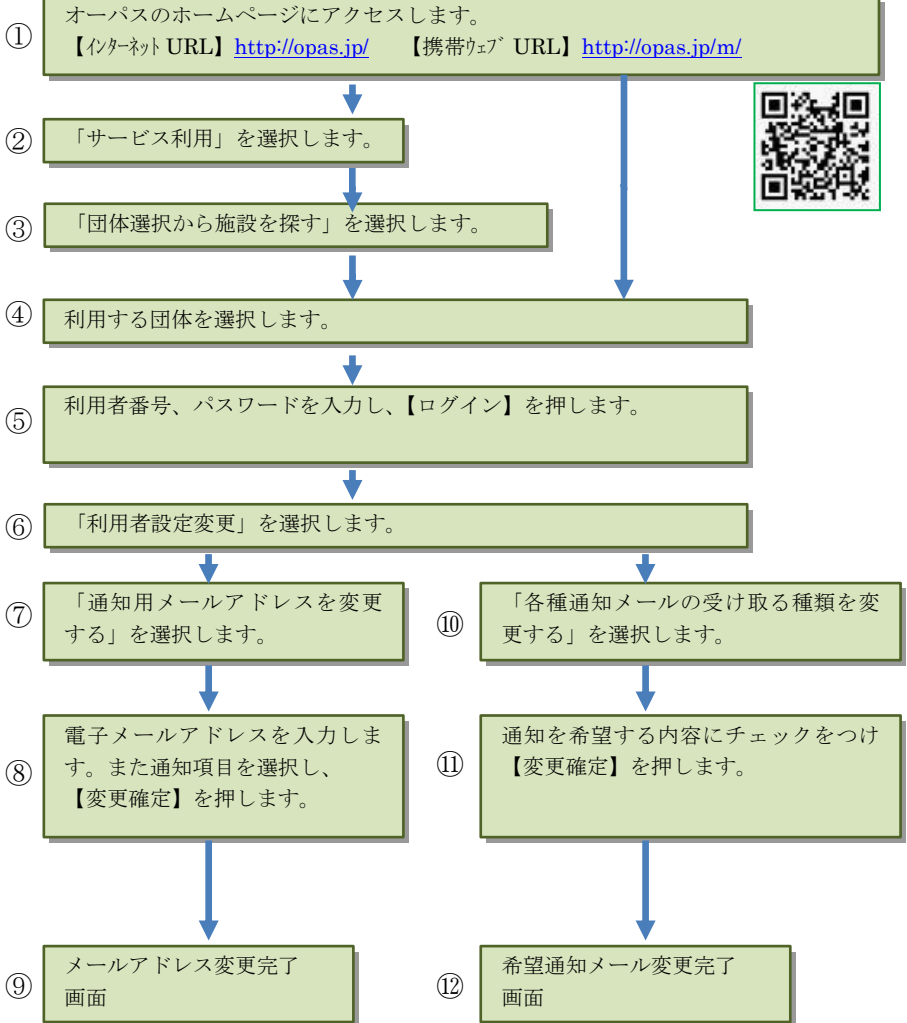 オーパスのホームページにアクセスします。
① 【インターネット URL】http://opas.jp/ 【携帯ウェブ URL】http://opas.jp/m/
② 「サービス利用」を選択します。
③ 「団体選択から施設を探す」を選択します。
④ 利用する団体を選択します。
⑤ 利用者番号、パスワードを入力し、【ログイン】を押します。
⑥ 「利用者設定変更」を選択します。
⑦ 「通知用メールアドレスを変更
する」を選択します。
⑧ 電子メールアドレスを入力しま
す。また通知項目を選択し、
【変更確定】を押します。
⑨ メールアドレス変更完了
画面
⑩ 「各種通知メールの受け取る種類を変
更する」を選択します。
⑪ 通知を希望する内容にチェックをつけ
【変更確定】を押します。
⑫ 希望通知メール変更完了
画面